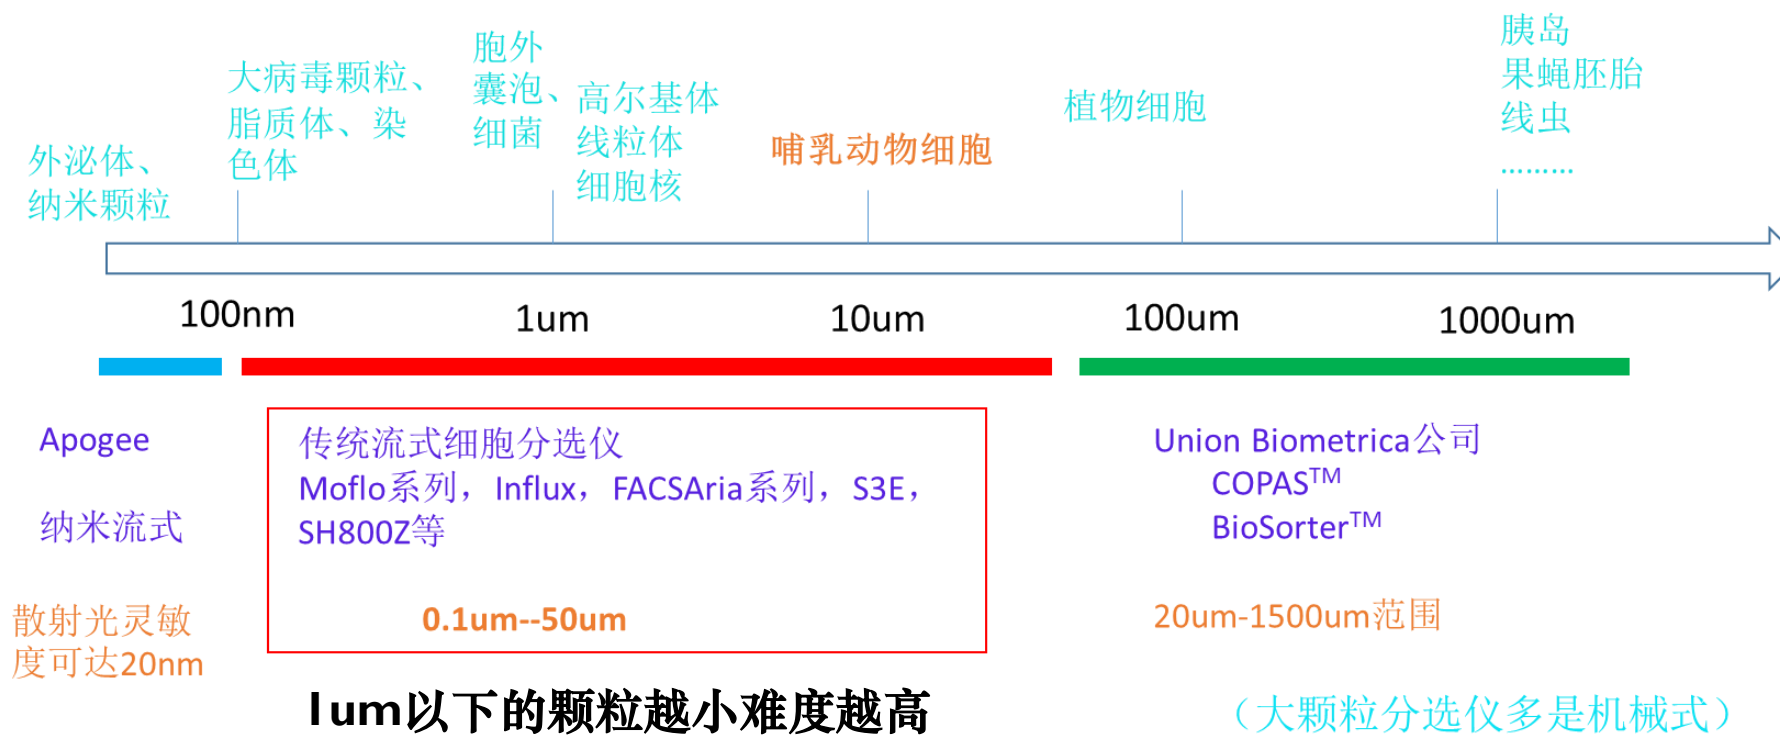 外泌体、
纳米颗粒
大病毒颗粒、
脂质体、染
色体
胞外
囊泡、
细菌
高尔基体
线粒体
细胞核
哺乳动物细胞
植物细胞
胰岛
果蝇胚胎
线虫
………
100nm
1um
10um
100um
1000um
Apogee
纳米流式
散射光灵敏
度可达20nm
传统流式细胞分选仪
Moflo系列，Influx，FACSAria系列，S3E，
SH800Z等
0.1um--50um
1um以下的颗粒越小难度越高
Union Biometrica公司
COPAS™
BioSorter™
20um-1500um范围
（大颗粒分选仪多是机械式）